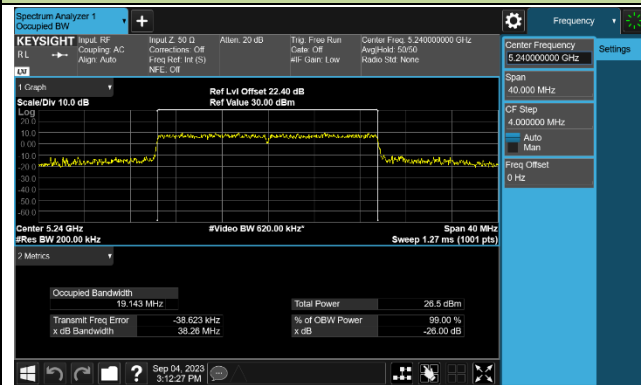 Spectrum Analyzer 1
Occupied BW
Frequency
KEYSIGHT
RL
Input: RF
Coupling: AC
Align: Auto
Input Z: 50 Ω
Corrections: Off
Freq Ref: Int (S)
NFE: Off
Atten: 20 dB
Trig: Free Run
Gate: Off
#IF Gain: Low
Center Freq: 5.240000000 GHz
Avg|Hold: 50/50
Radio Std: None
LXI
1 Graph
Scale/Div 10.0 dB
Ref Lvl Offset 22.40 dB
Ref Value 30.00 dBm
Log
20.0
10.0
0.00
-10.0
-20.0
-30.0
-40.0
-50.0
-60.0
Center 5.24 GHz
#Res BW 200.00 kHz
#Video BW 620.00 kHz*
Span 40 MHz
Sweep 1.27 ms (1001 pts)
2 Metrics
Occupied Bandwidth
19.143 MHz
Total Power 26.5 dBm
Transmit Freq Error -38.623 kHz
% of OBW Power 99.00 %
x dB Bandwidth 38.26 MHz
x dB -26.00 dB
Sep 04, 2023
3:12:27 PM
Center Frequency
5.240000000 GHz
Settings
Span
40.000 MHz
CF Step
4.000000 MHz
Auto
Man
Freq Offset
0 Hz